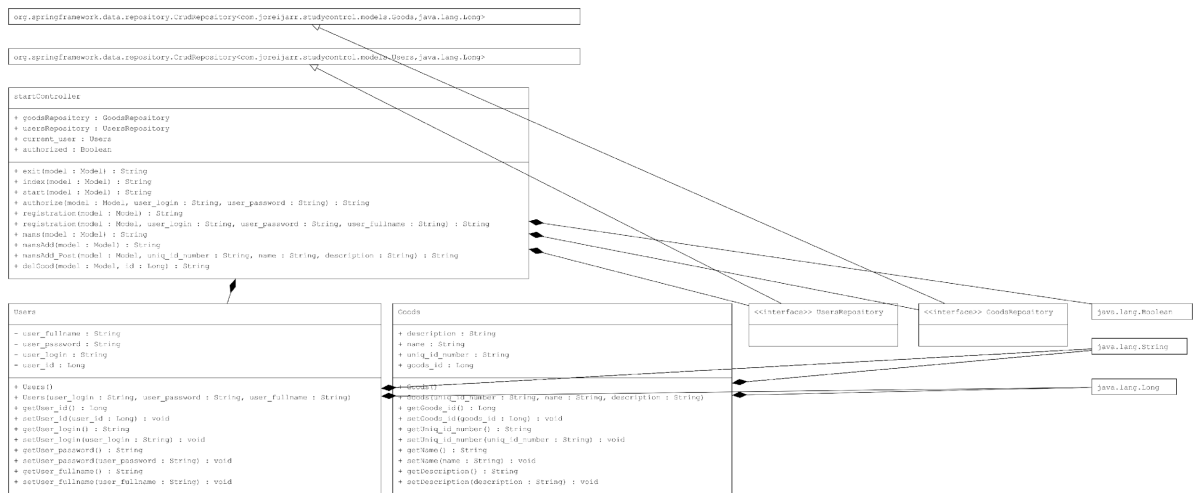 org.springframework.data.repository.CrudRepository<com.joreijarr.studycontrol.models.Goods,java.lang.Long>
org.springframework.data.repository.CrudRepository<com.joreijarr.studycontrol.models.Users,java.lang.Long>
startController
+ goodsRepository : GoodsRepository
+ usersRepository : UsersRepository
+ current_user : Users
+ authorized : Boolean
+ exit(model : Model) : String
+ index(model : Model) : String
+ start(model : Model) : String
+ authorize(model : Model, user_login : String, user_password : String) : String
+ registration(model : Model) : String
+ registration(model : Model, user_login : String, user_password : String, user_fullname : String) : String
+ mans(model : Model) : String
+ mansAdd(model : Model) : String
+ mansAdd_Post(model : Model, uniq_id_number : String, name : String, description : String) : String
+ delGood(model : Model, id : Long) : String
Users
- user_fullname : String
- user_password : String
- user_login : String
- user_id : Long
+ Users()
+ Users(user_login : String, user_password : String, user_fullname : String)
+ getUser_id() : Long
+ setUser_id(user_id : Long) : void
+ getUser_login() : String
+ setUser_login(user_login : String) : void
+ getUser_password() : String
+ setUser_password(user_password : String) : void
+ getUser_fullname() : String
+ setUser_fullname(user_fullname : String) : void
Goods
+ description : String
+ name : String
+ uniq_id_number : String
+ goods_id : Long
+ Goods()
+ Goods(uniq_id_number : String, name : String, description : String)
+ getGoods_id() : Long
+ setGoods_id(goods_id : Long) : void
+ getUniq_id_number() : String
+ setUniq_id_number(uniq_id_number : String) : void
+ getName() : String
+ setName(name : String) : void
+ getDescription() : String
+ setDescription(description : String) : void
<<interface>> UsersRepository
<<interface>> GoodsRepository
java.lang.Boolean
java.lang.String
java.lang.Long